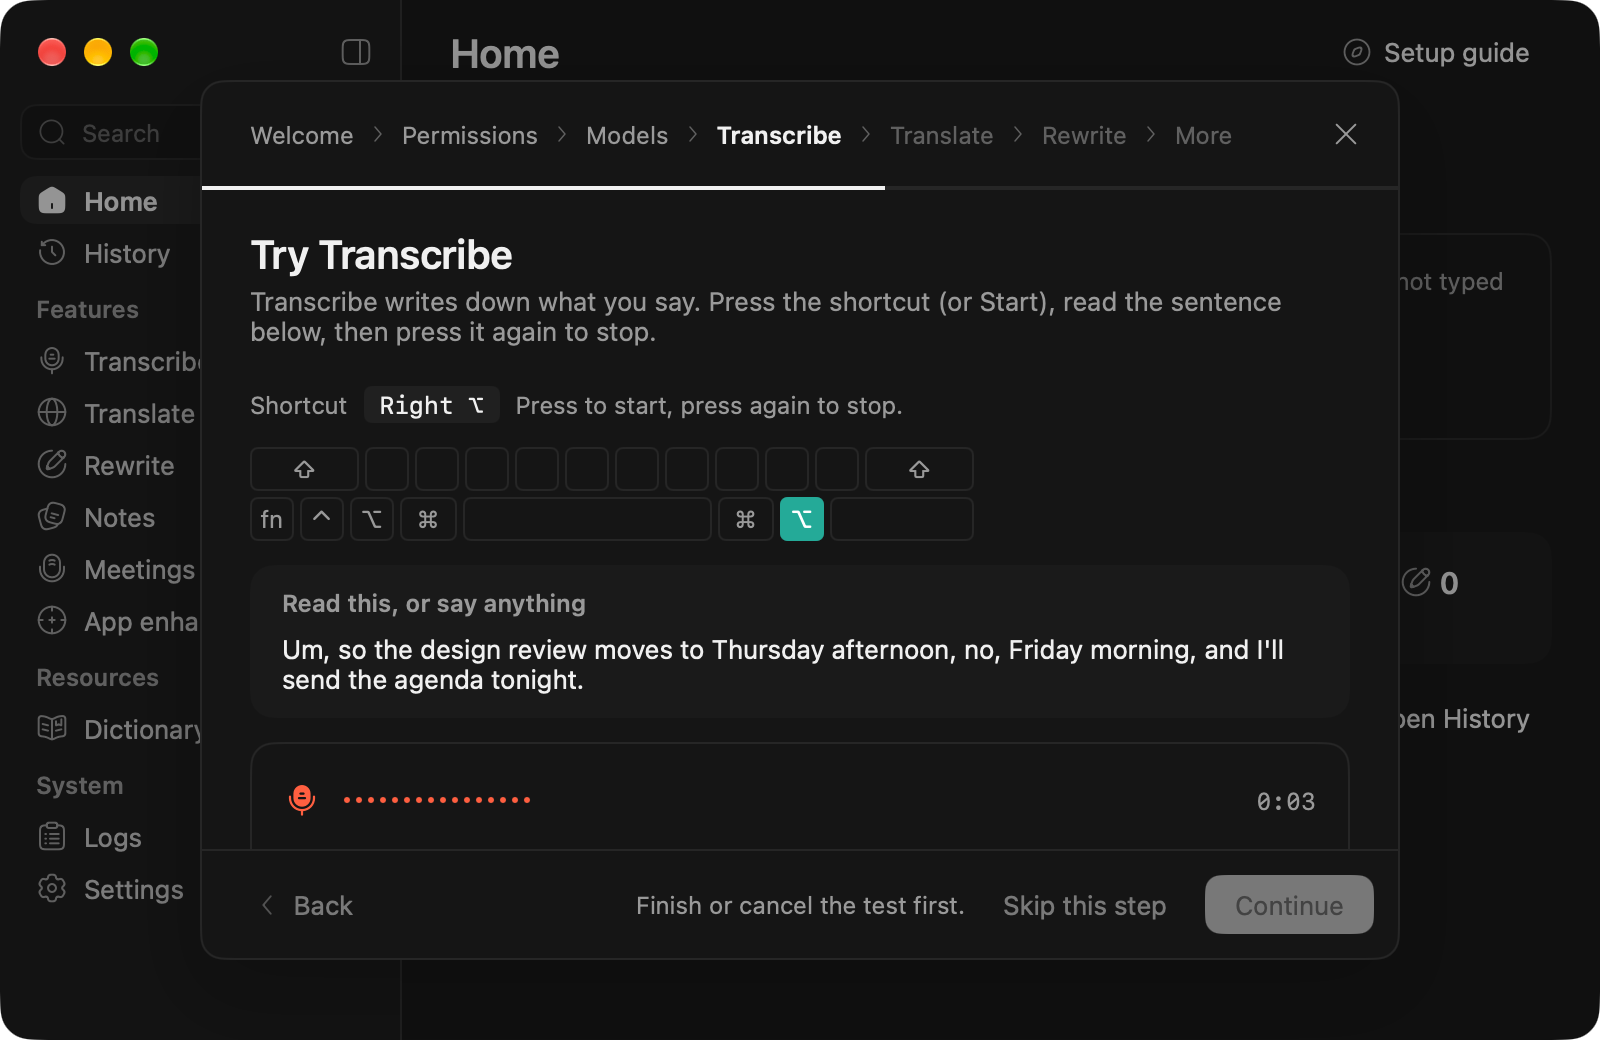 Home
Setup guide
Search
Home
History
Features
Transcribe
Translate
Rewrite
Notes
Meetings
App enha
Resources
Dictionary
System
Logs
Settings
Welcome
Permissions
Models
Transcribe
Translate
Rewrite
More
Try Transcribe
Transcribe writes down what you say. Press the shortcut (or Start), read the sentence
below, then press it again to stop.
Shortcut Right ⌥ Press to start, press again to stop.
⇧ ⇧
fn ^ ⌥ ⌘ ⌘ ⌥
Read this, or say anything
Um, so the design review moves to Thursday afternoon, no, Friday morning, and I'll
send the agenda tonight.
0:03
Back
Finish or cancel the test first.
Skip this step
Continue
not typed
0
pen History